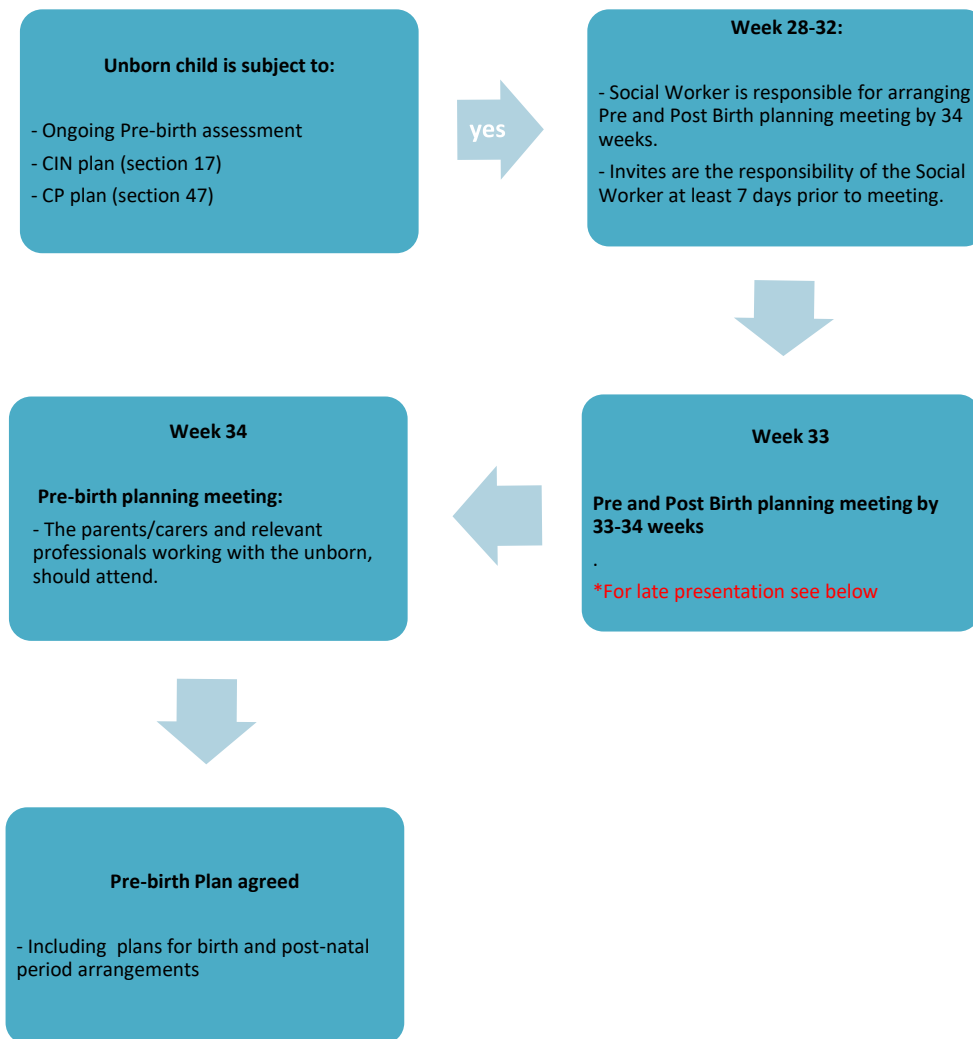 Unborn child is subject to:
- Ongoing Pre-birth assessment
- CIN plan (section 17)
- CP plan (section 47)
yes
Week 28-32:
- Social Worker is responsible for arranging
Pre and Post Birth planning meeting by 34
weeks.
- Invites are the responsibility of the Social
Worker at least 7 days prior to meeting.
Week 33
Pre and Post Birth planning meeting by
33-34 weeks
.
*For late presentation see below
Week 34
Pre-birth planning meeting:
- The parents/carers and relevant
professionals working with the unborn,
should attend.
Pre-birth Plan agreed
- Including  plans for birth and post-natal
period arrangements